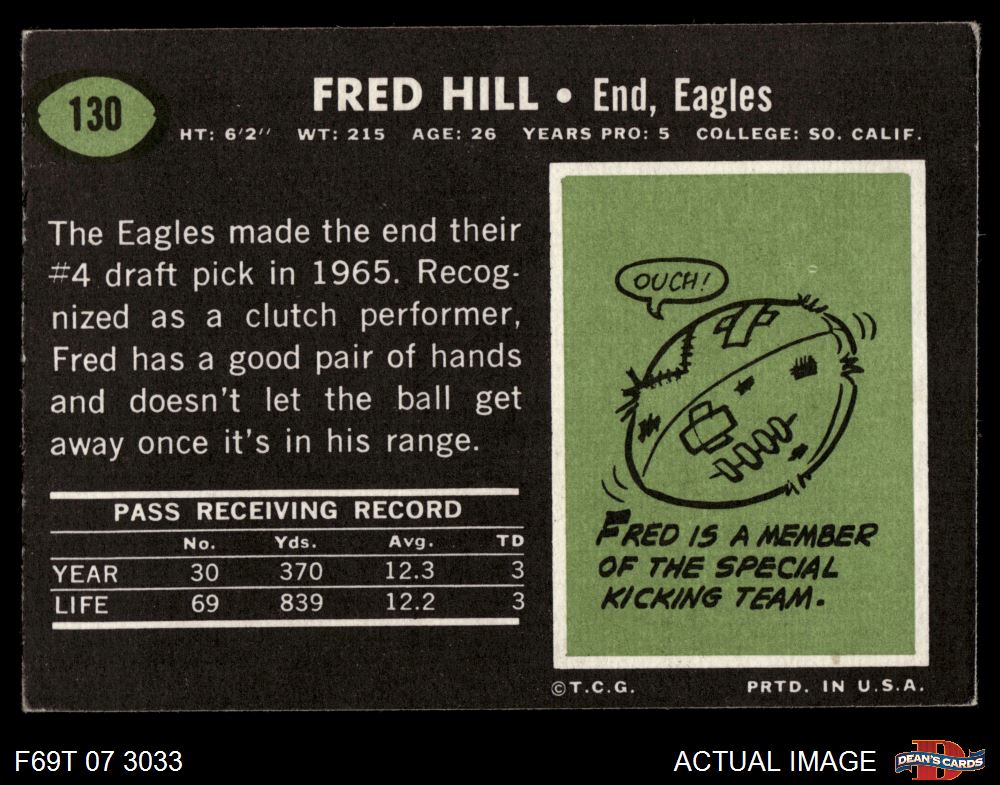 130
FRED HILL • End, Eagles
HT: 6'2'' WT: 215 AGE: 26 YEARS PRO: 5 COLLEGE: SO. CALIF.
The Eagles made the end their
#4 draft pick in 1965. Recog-
nized as a clutch performer,
Fred has a good pair of hands
and doesn't let the ball get
away once it's in his range.
PASS RECEIVING RECORD
No. Yds. Avg. TD
YEAR 30 370 12.3 3
LIFE 69 839 12.2 3
OUCH!
FRED IS A MEMBER
OF THE SPECIAL
KICKING TEAM.
©T.C.G. PRTD. IN U.S.A.
F69T 07 3033 ACTUAL IMAGE
D
DEAN'S CARDS